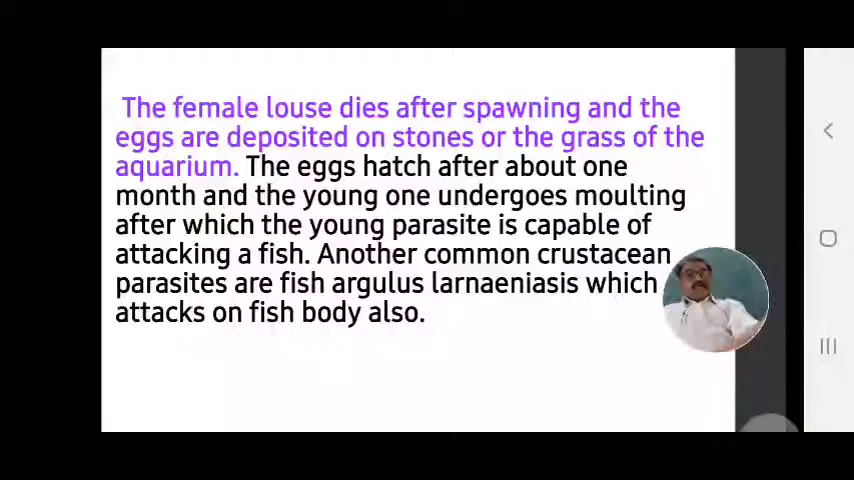 The female louse dies after spawning and the
eggs are deposited on stones or the grass of the
aquarium. The eggs hatch after about one
month and the young one undergoes moulting
after which the young parasite is capable of
attacking a fish. Another common crustacean
parasites are fish argulus larnaeniasis which
attacks on fish body also.